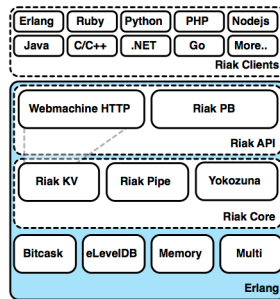 Erlang Ruby Python PHP Nodejs
Java C/C++ .NET Go More..
Riak Clients
Webmachine HTTP Riak PB
Riak API
Riak KV Riak Pipe Yokozuna
Riak Core
Bitcask eLevelDB Memory Multi
Erlang